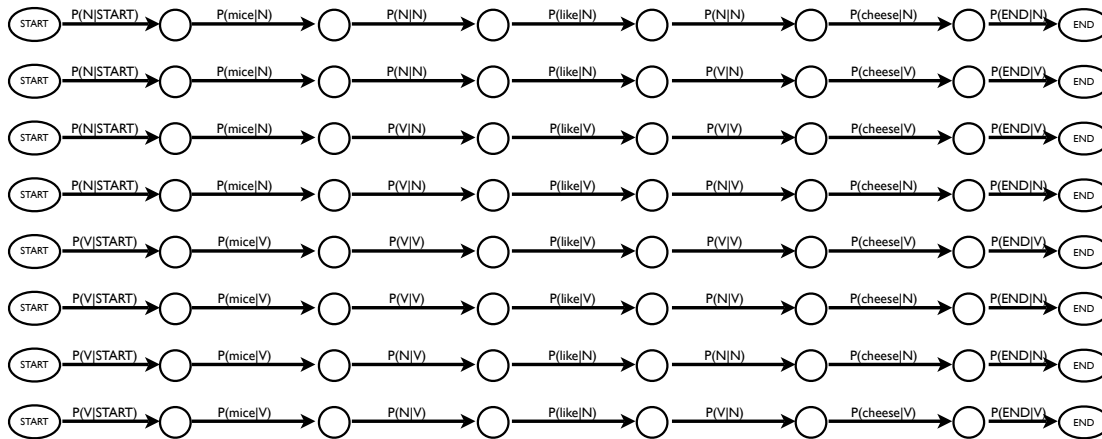 START P(N|START) P(mice|N) P(N|N) P(like|N) P(N|N) P(cheese|N) P(END|N) END
START P(N|START) P(mice|N) P(N|N) P(like|N) P(V|N) P(cheese|V) P(END|V) END
START P(N|START) P(mice|N) P(V|N) P(like|V) P(V|V) P(cheese|V) P(END|V) END
START P(N|START) P(mice|N) P(V|N) P(like|V) P(N|V) P(cheese|N) P(END|N) END
START P(V|START) P(mice|V) P(V|V) P(like|V) P(V|V) P(cheese|V) P(END|V) END
START P(V|START) P(mice|V) P(V|V) P(like|V) P(N|V) P(cheese|N) P(END|N) END
START P(V|START) P(mice|V) P(N|V) P(like|N) P(N|N) P(cheese|N) P(END|N) END
START P(V|START) P(mice|V) P(N|V) P(like|N) P(V|N) P(cheese|V) P(END|V) END